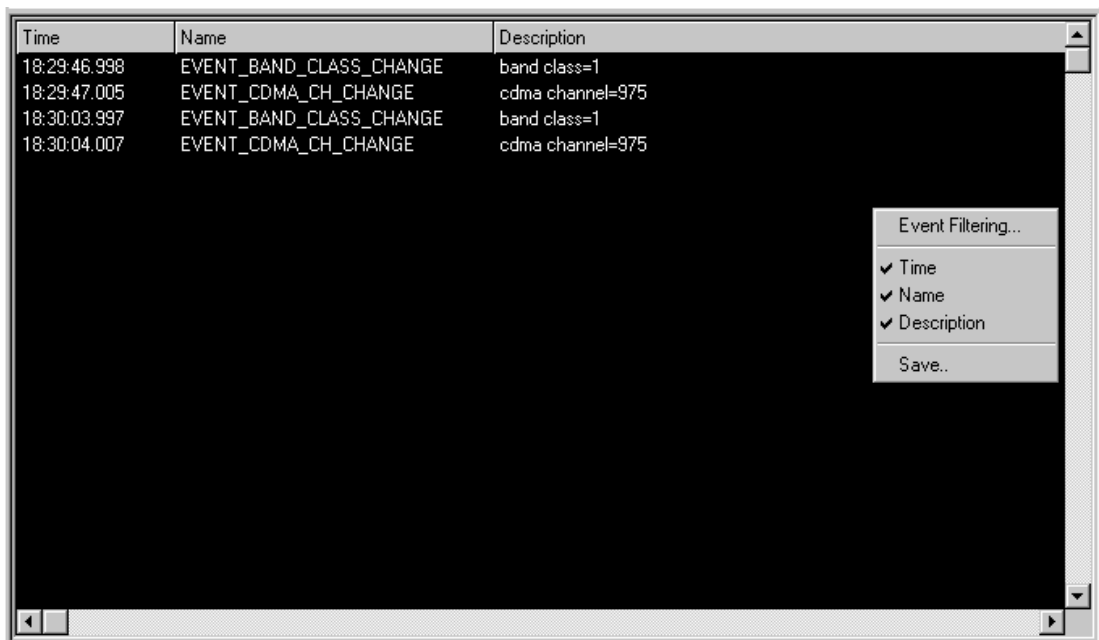 Time Name Description
18:29:46.998 EVENT_BAND_CLASS_CHANGE band class=1
18:29:47.005 EVENT_CDMA_CH_CHANGE cdma channel=975
18:30:03.997 EVENT_BAND_CLASS_CHANGE band class=1
18:30:04.007 EVENT_CDMA_CH_CHANGE cdma channel=975
Event Filtering...
Time
Name
Description
Save..